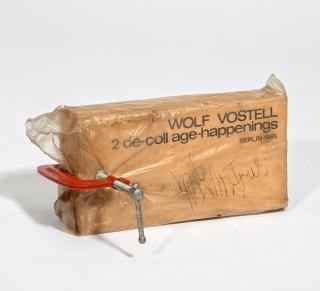 WOLF VOSTELL
2 de-coll age-happenings
BERLIN 1965